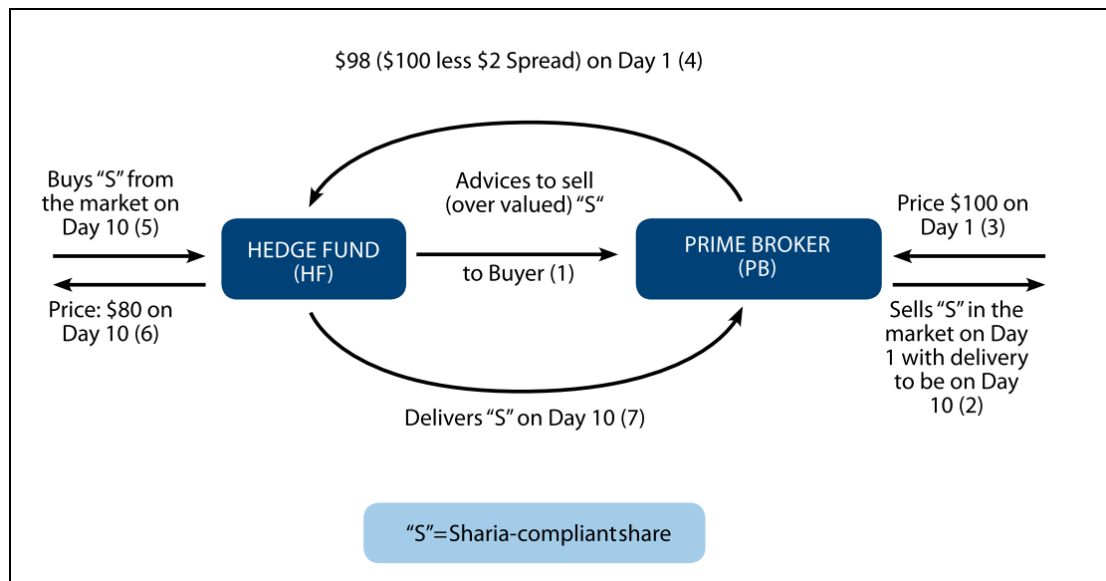 $98 ($100 less $2 Spread) on Day 1 (4)
Buys “S” from
the market on
Day 10 (5)
Advices to sell
(over valued) “S“
Price $100 on
Day 1 (3)
HEDGE FUND
(HF)
PRIME BROKER
(PB)
to Buyer (1)
Price: $80 on
Day 10 (6)
Sells “S” in the
market on Day
1 with delivery
to be on Day
10 (2)
Delivers “S” on Day 10 (7)
“S”=Sharia-compliantshare